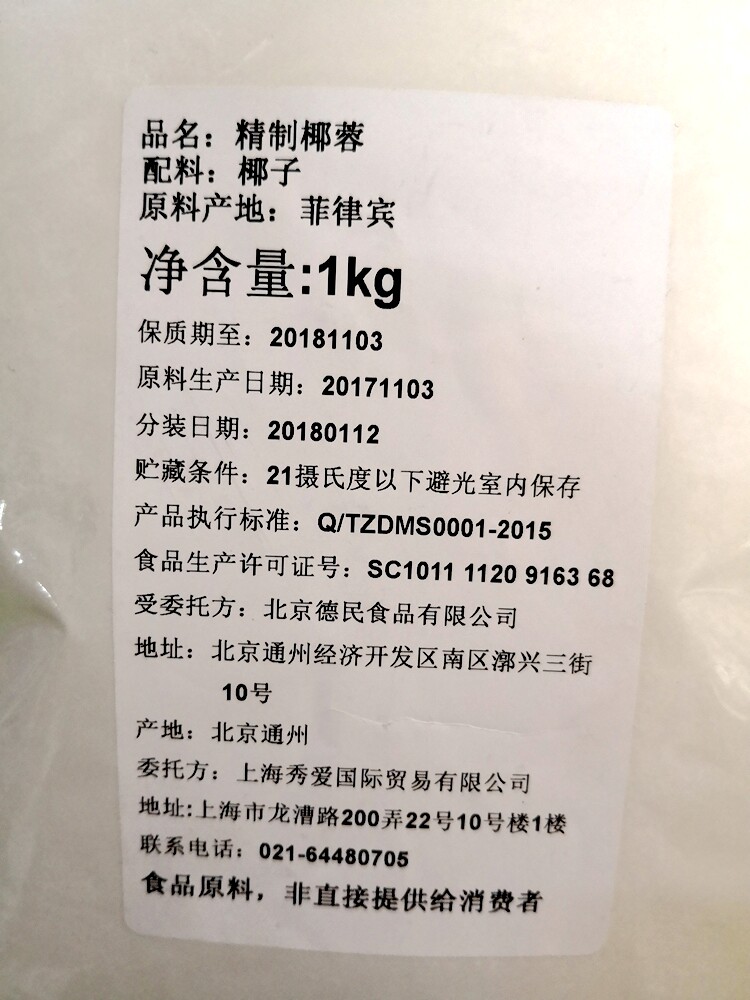 品名：精制椰蓉
配料：椰子
原料产地：菲律宾
净含量:1kg
保质期至：20181103
原料生产日期：20171103
分装日期：20180112
贮藏条件：21摄氏度以下避光室内保存
产品执行标准：Q/TZDMS0001-2015
食品生产许可证号：SC1011 1120 9163 68
受委托方：北京德民食品有限公司
地址：北京通州经济开发区南区漷兴三街
10号
产地：北京通州
委托方：上海秀爱国际贸易有限公司
地址:上海市龙漕路200弄22号10号楼1楼
联系电话：021-64480705
食品原料，非直接提供给消费者